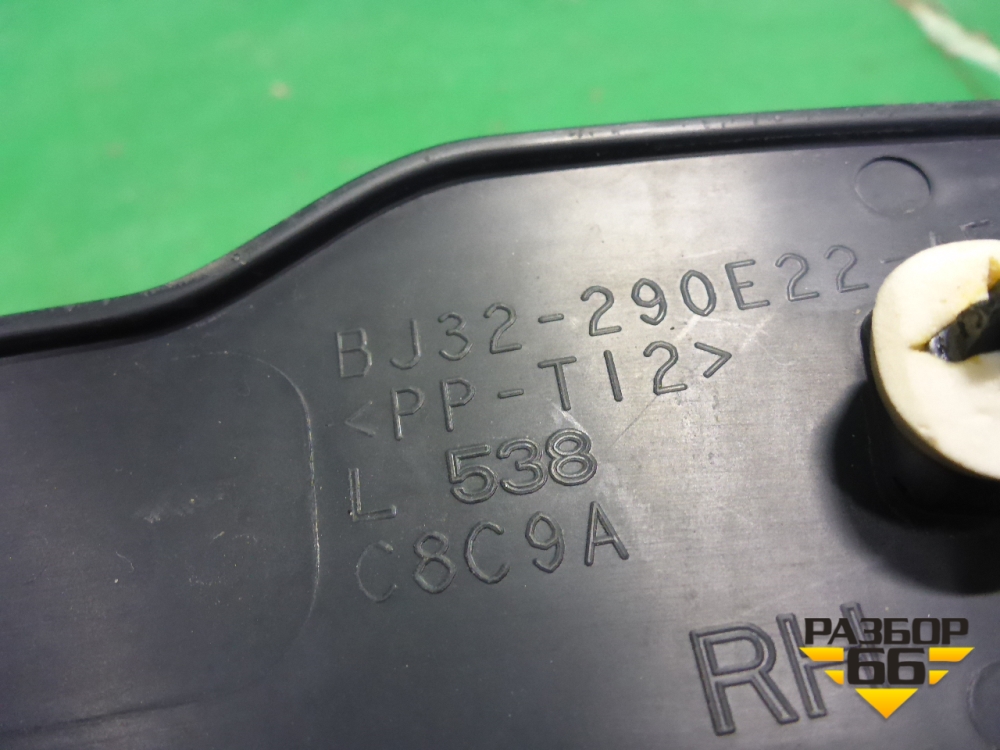 BJ32-290E22-
<PP-T12>
L 538
C8C9A
RH
РАЗБОР
66